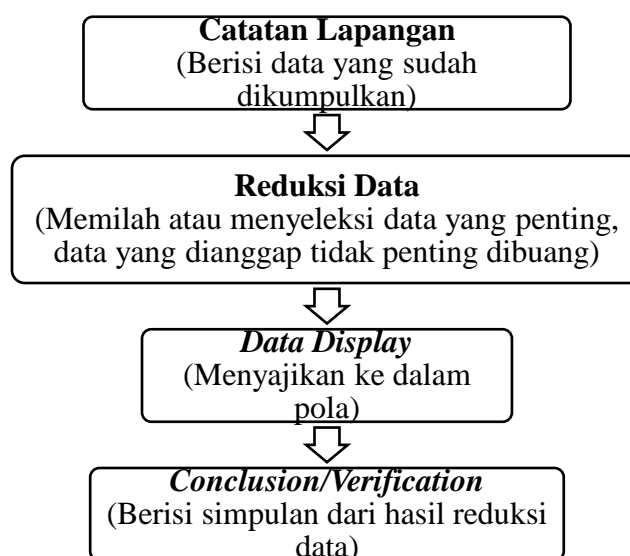 Catatan Lapangan
(Berisi data yang sudah
dikumpulkan)
Reduksi Data
(Memilah atau menyeleksi data yang penting,
data yang dianggap tidak penting dibuang)
Data Display
(Menyajikan ke dalam
pola)
Conclusion/Verification
(Berisi simpulan dari hasil reduksi
data)